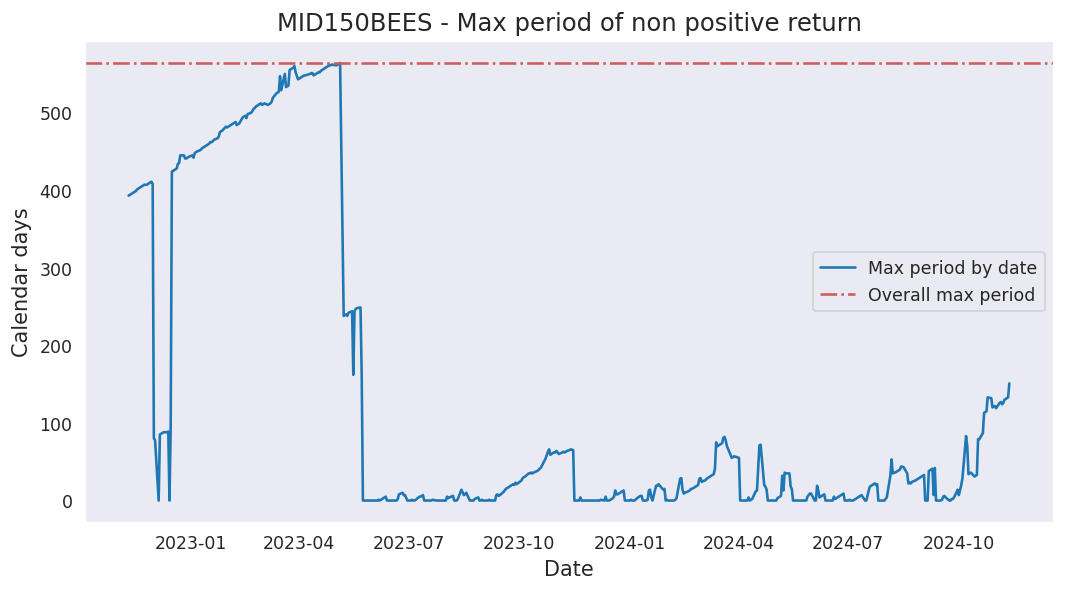 MID150BEES - Max period of non positive return
Calendar days
500
400
300
200
100
0
Max period by date
Overall max period
2023-01 2023-04 2023-07 2023-10 2024-01 2024-04 2024-07 2024-10
Date